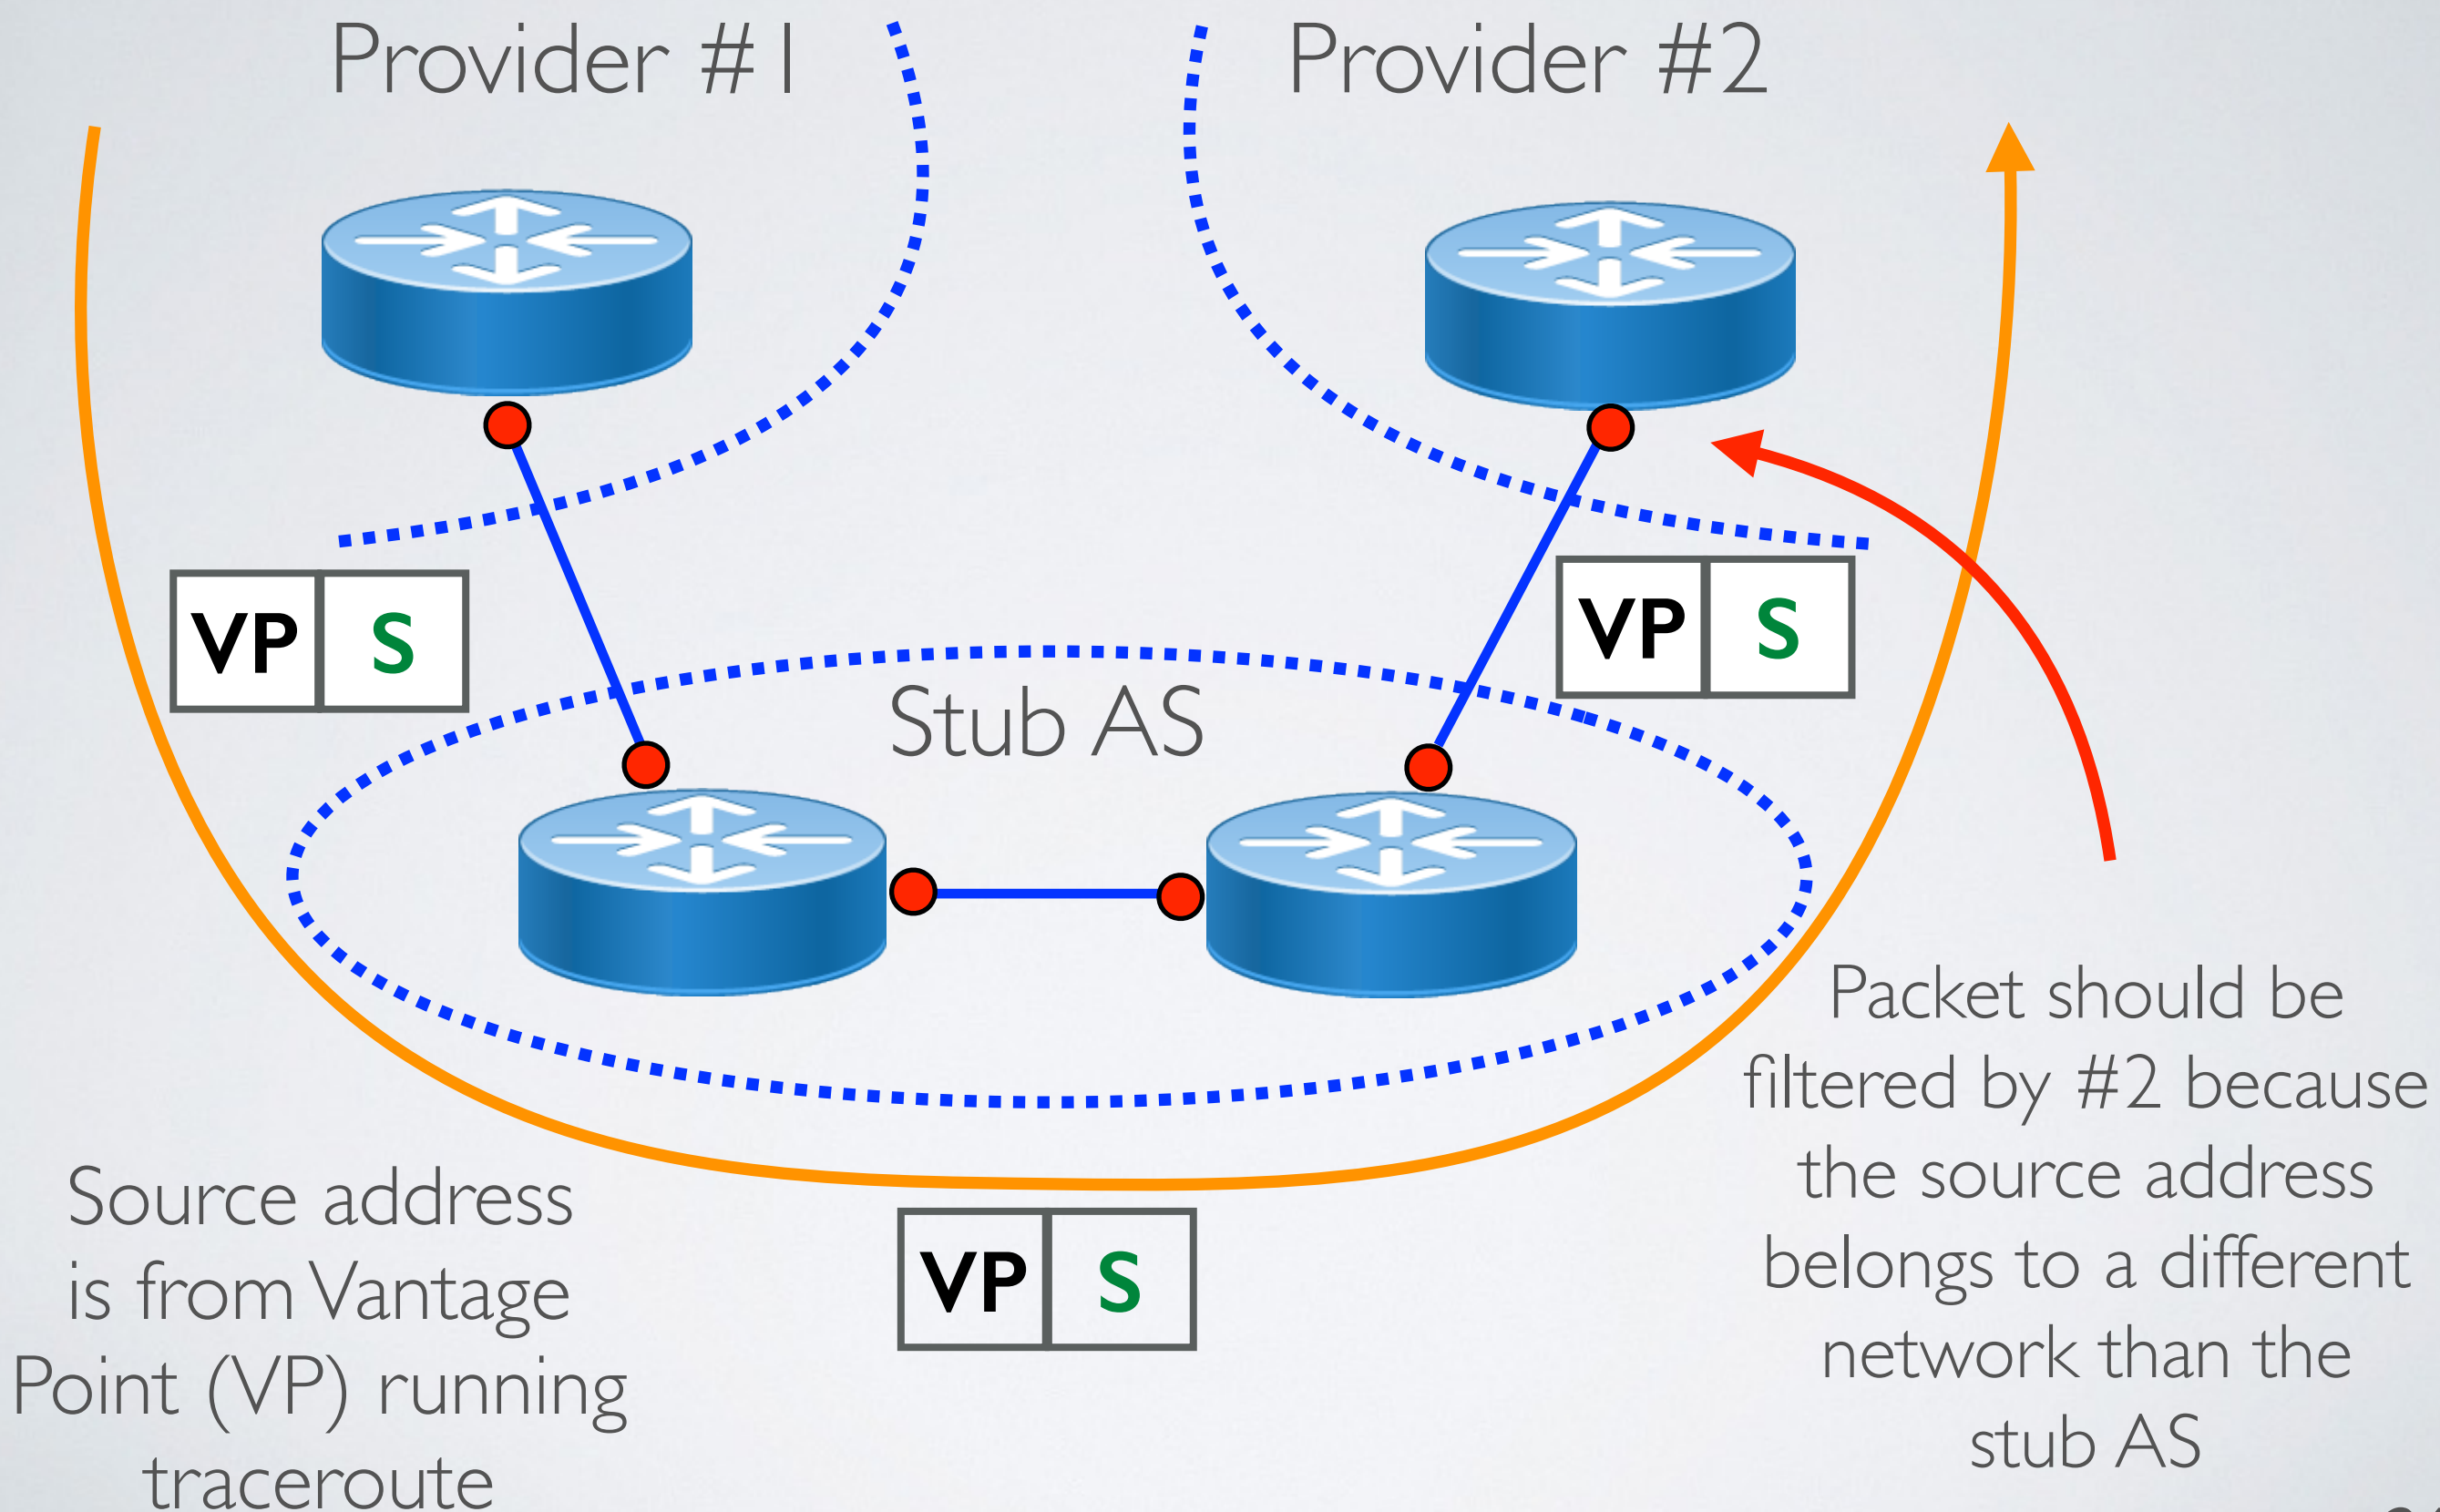 Provider #1
Provider #2
VP S
VP S
Stub AS
Packet should be
filtered by #2 because
the source address
belongs to a different
network than the
stub AS
Source address
is from Vantage
Point (VP) running
traceroute
VP S